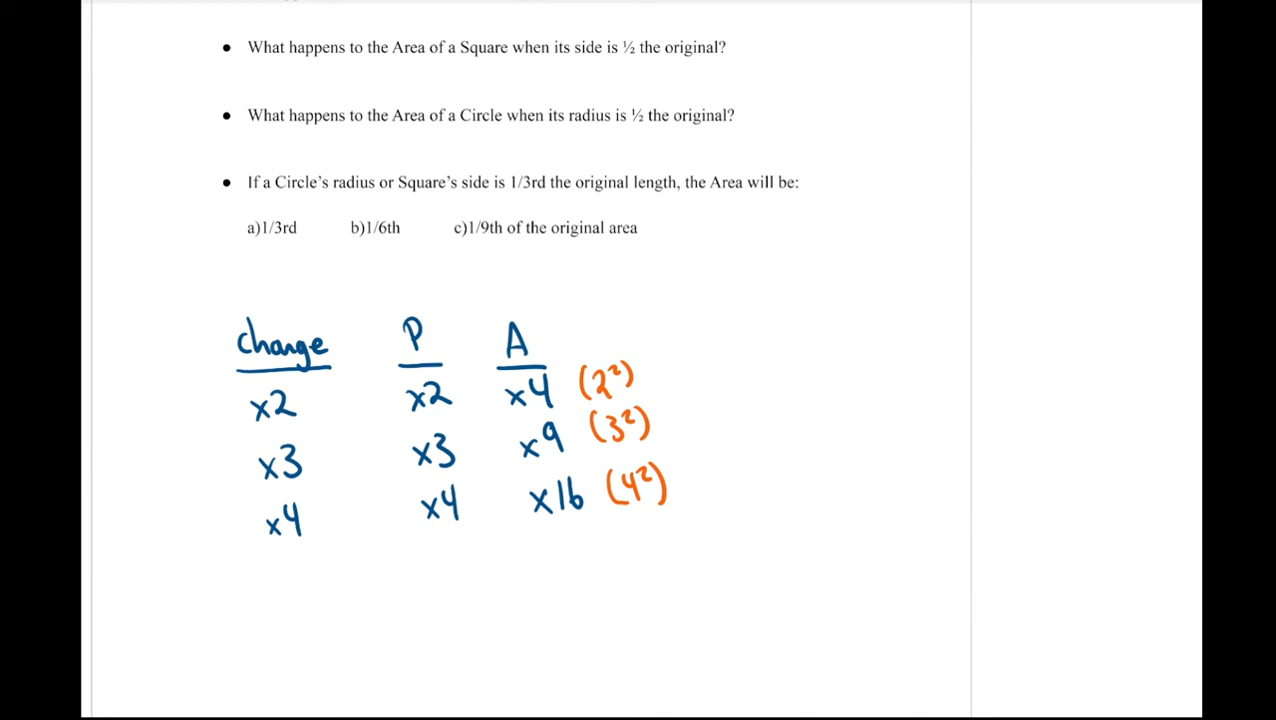 • What happens to the Area of a Square when its side is ½ the original?
• What happens to the Area of a Circle when its radius is ½ the original?
• If a Circle's radius or Square's side is 1/3rd the original length, the Area will be:
a)1/3rd b)1/6th c)1/9th of the original area
change P A
x2 x2 x4 (2²)
x3 x3 x9 (3²)
x4 x4 x16 (4²)